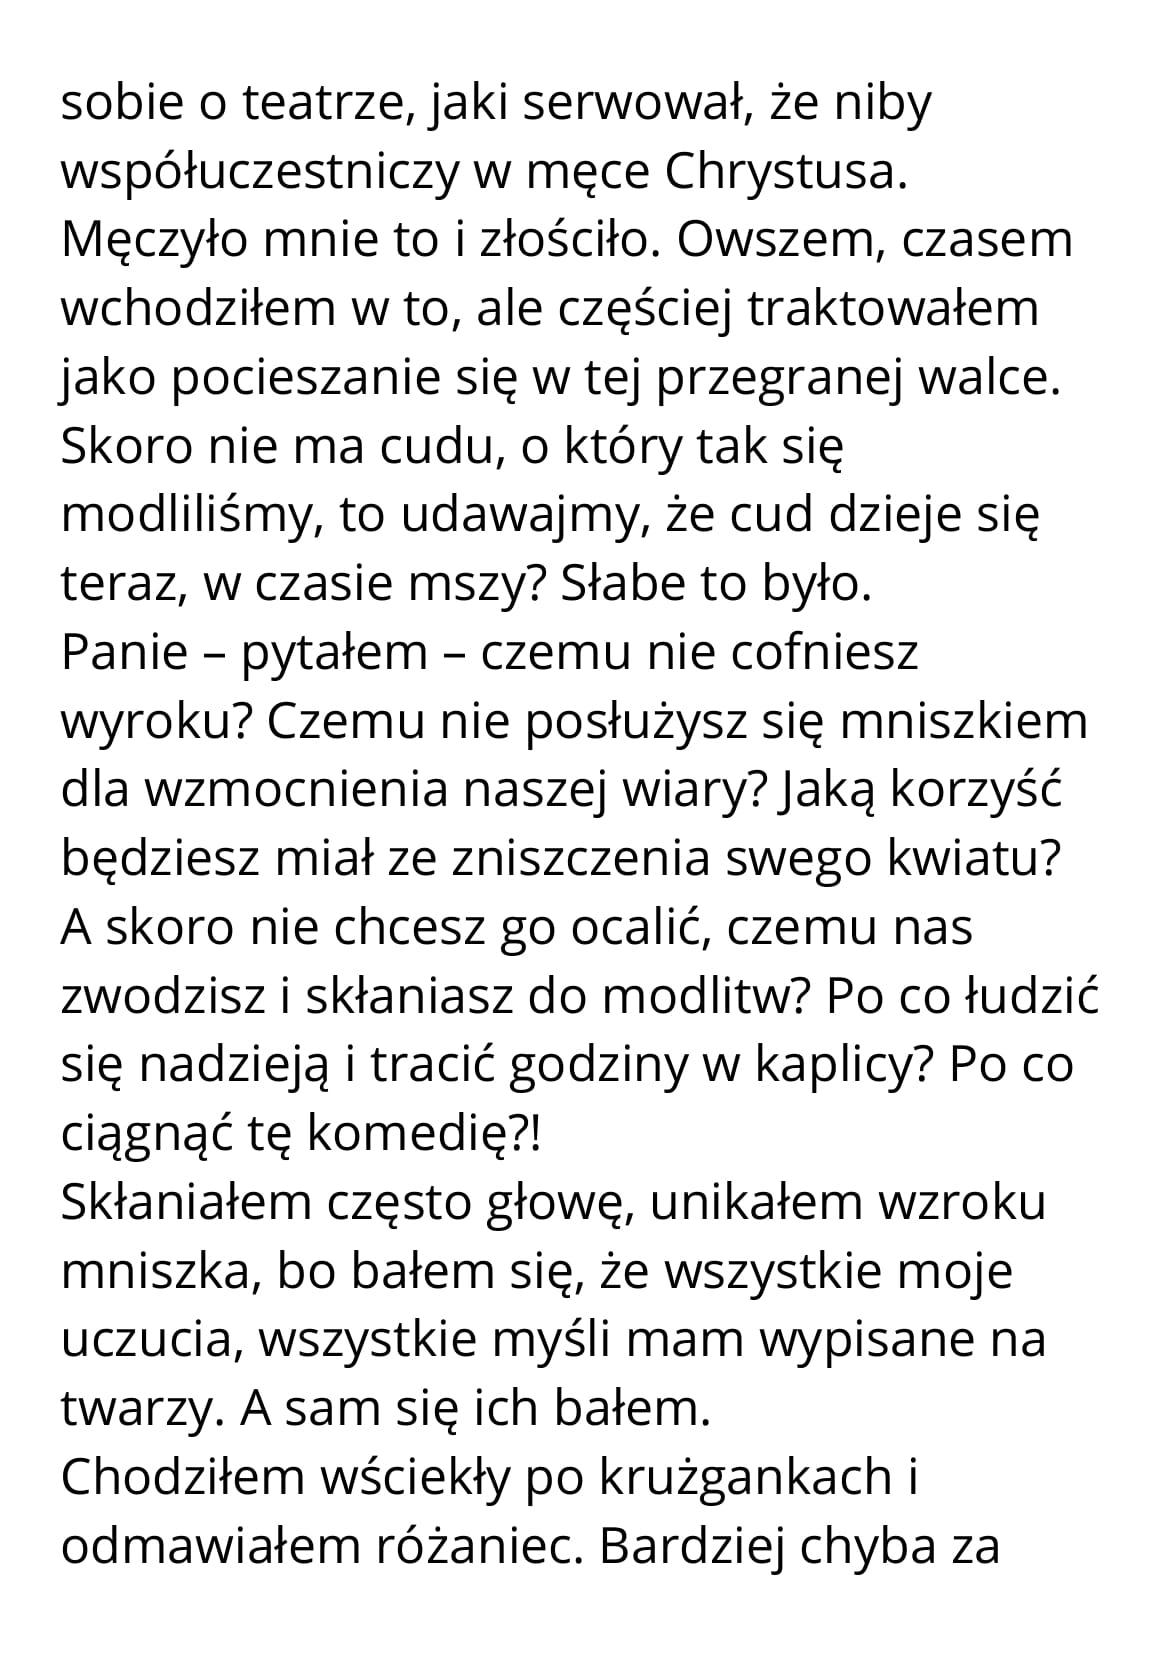 sobie o teatrze, jaki serwował, że niby
współuczestniczy w męce Chrystusa.
Męczyło mnie to i złościło. Owszem, czasem
wchodziłem w to, ale częściej traktowałem
jako pocieszanie się w tej przegranej walce.
Skoro nie ma cudu, o który tak się
modliliśmy, to udawajmy, że cud dzieje się
teraz, w czasie mszy? Słabe to było.
Panie – pytałem – czemu nie cofniesz
wyroku? Czemu nie posłużysz się mniszkiem
dla wzmocnienia naszej wiary? Jaką korzyść
będziesz miał ze zniszczenia swego kwiatu?
A skoro nie chcesz go ocalić, czemu nas
zwodzisz i skłaniasz do modlitw? Po co łudzić
się nadzieją i tracić godziny w kaplicy? Po co
ciągnąć tę komedię?!
Skłaniałem często głowę, unikałem wzroku
mniszka, bo bałem się, że wszystkie moje
uczucia, wszystkie myśli mam wypisane na
twarzy. A sam się ich bałem.
Chodziłem wściekły po krużgankach i
odmawiałem różaniec. Bardziej chyba za